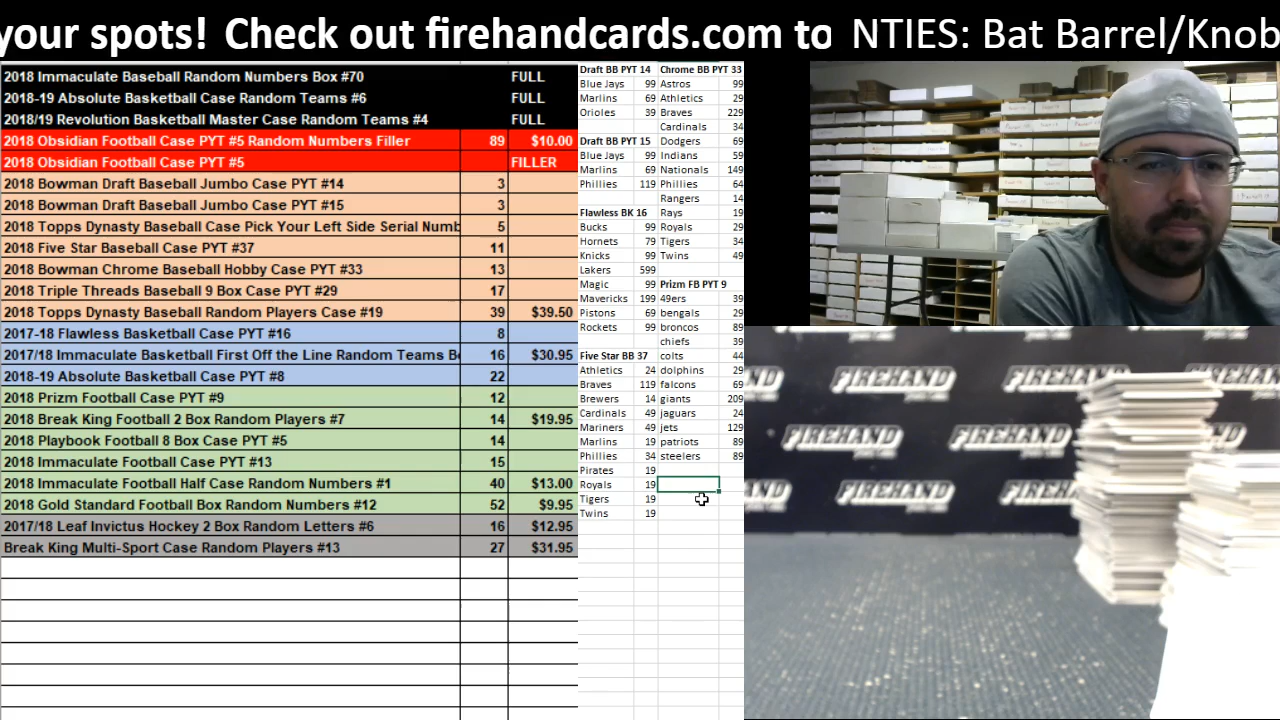 your spots! Check out firehandcards.com to
NTIES: Bat Barrel/Knob
2018 Immaculate Baseball Random Numbers Box #70 FULL
2018-19 Absolute Basketball Case Random Teams #6 FULL
2018/19 Revolution Basketball Master Case Random Teams #4 FULL
2018 Obsidian Football Case PYT #5 Random Numbers Filler 89 $10.00
2018 Obsidian Football Case PYT #5 FILLER
2018 Bowman Draft Baseball Jumbo Case PYT #14 3
2018 Bowman Draft Baseball Jumbo Case PYT #15 3
2018 Topps Dynasty Baseball Case Pick Your Left Side Serial Numb 5
2018 Five Star Baseball Case PYT #37 11
2018 Bowman Chrome Baseball Hobby Case PYT #33 13
2018 Triple Threads Baseball 9 Box Case PYT #29 17
2018 Topps Dynasty Baseball Random Players Case #19 39 $39.50
2017-18 Flawless Basketball Case PYT #16 8
2017/18 Immaculate Basketball First Off the Line Random Teams B 16 $30.95
2018-19 Absolute Basketball Case PYT #8 22
2018 Prizm Football Case PYT #9 12
2018 Break King Football 2 Box Random Players #7 14 $19.95
2018 Playbook Football 8 Box Case PYT #5 14
2018 Immaculate Football Case PYT #13 15
2018 Immaculate Football Half Case Random Numbers #1 40 $13.00
2018 Gold Standard Football Box Random Numbers #12 52 $9.95
2017/18 Leaf Invictus Hockey 2 Box Random Letters #6 16 $12.95
Break King Multi-Sport Case Random Players #13 27 $31.95
Draft BB PYT 14
Blue Jays 99
Marlins 69
Orioles 39
Draft BB PYT 15
Blue Jays 99
Marlins 69
Phillies 119
Flawless BK 16
Bucks 99
Hornets 79
Knicks 99
Lakers 599
Magic 99
Mavericks 199
Pistons 69
Rockets 99
Five Star BB 37
Athletics 24
Braves 119
Brewers 14
Cardinals 49
Mariners 49
Marlins 19
Phillies 34
Pirates 19
Royals 19
Tigers 19
Twins 19
Chrome BB PYT 33
Astros 99
Athletics 29
Braves 229
Cardinals 34
Dodgers 69
Indians 59
Nationals 149
Phillies 64
Rangers 14
Rays 19
Royals 29
Tigers 34
Twins 49
Prizm FB PYT 9
49ers 39
bengals 29
broncos 89
chiefs 39
colts 44
dolphins 29
falcons 69
giants 209
jaguars 24
jets 129
patriots 89
steelers 89
FIREHAND
FIREHAND
FIREHAND
FIREHAND
FIREHAND
FIREHAND